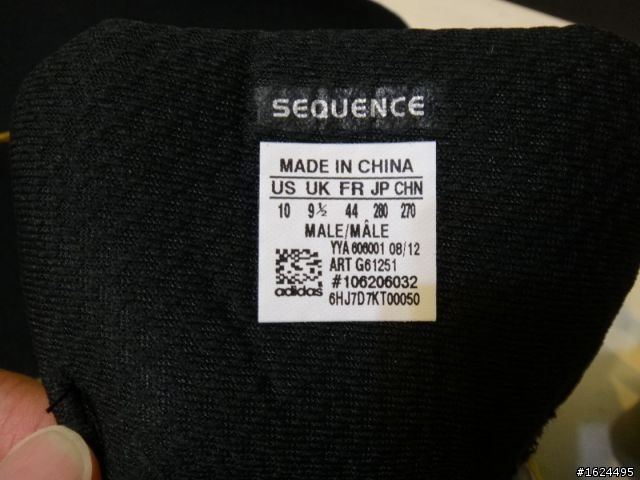 SEQUENCE
MADE IN CHINA
US UK FR JP CHN
10 9½ 44 280 270
MALE/MÂLE
YYA 606001 08/12
ART G61251
#106206032
adidas 6HJ7D7KT00050
#1624495